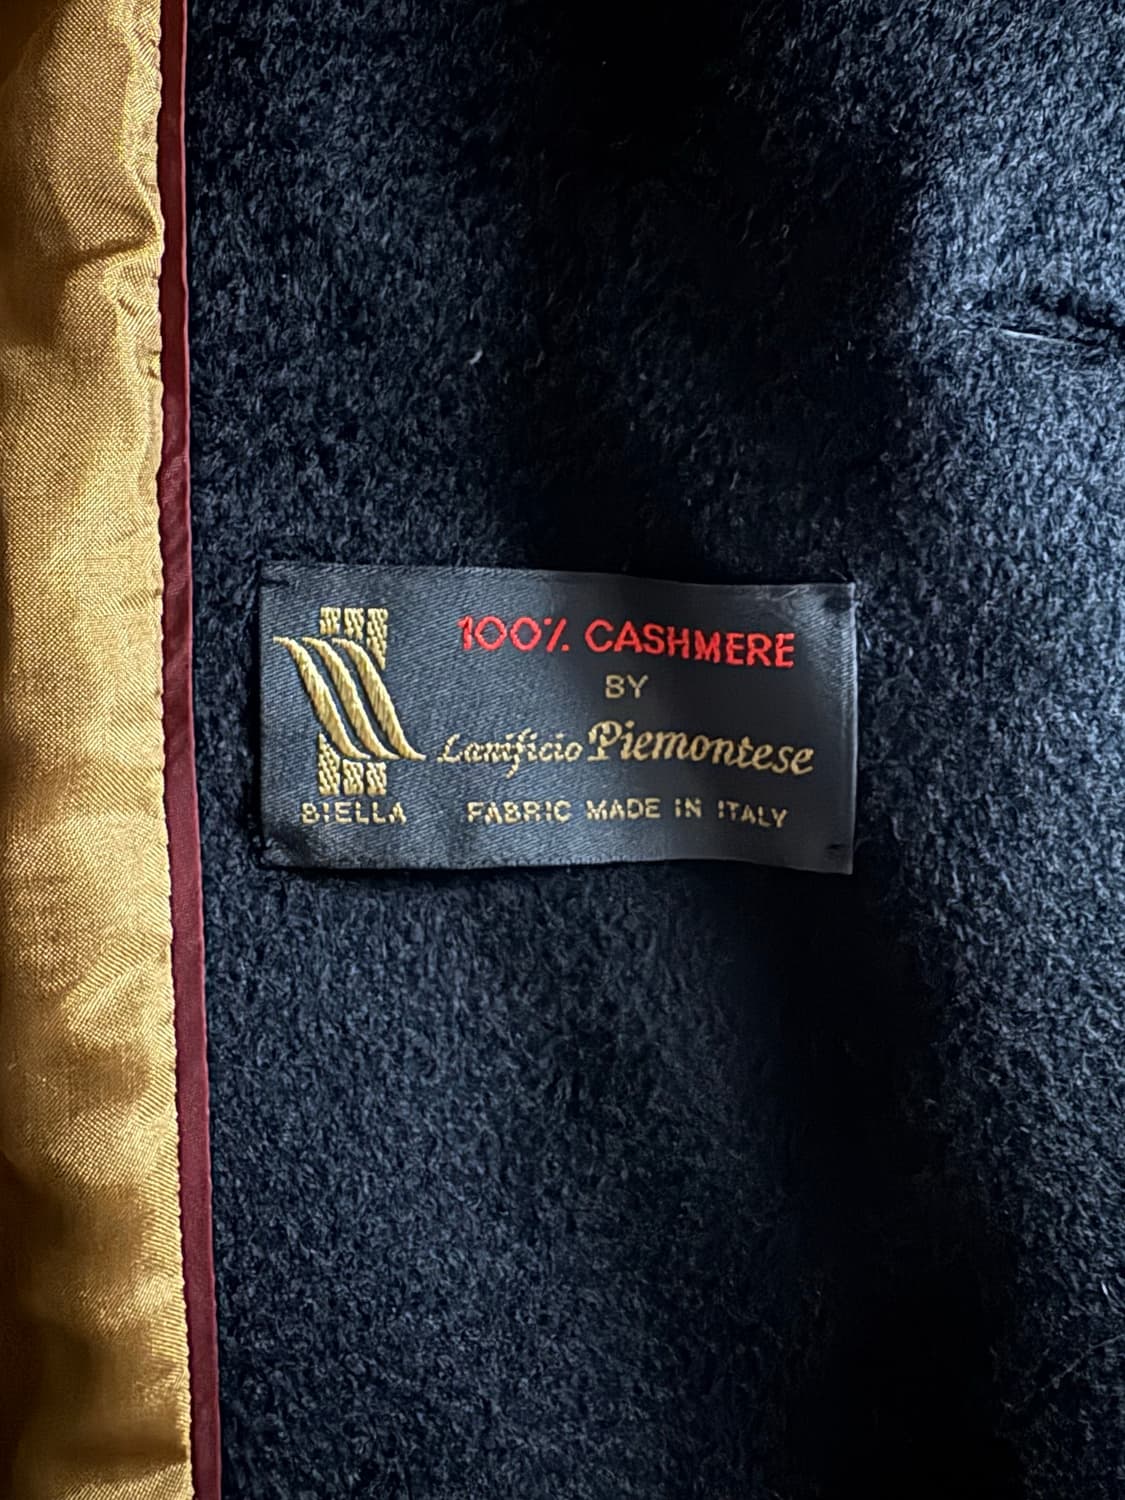 100% CASHMERE
BY
Lanificio Piemontese
BIELLA
FABRIC MADE IN ITALY